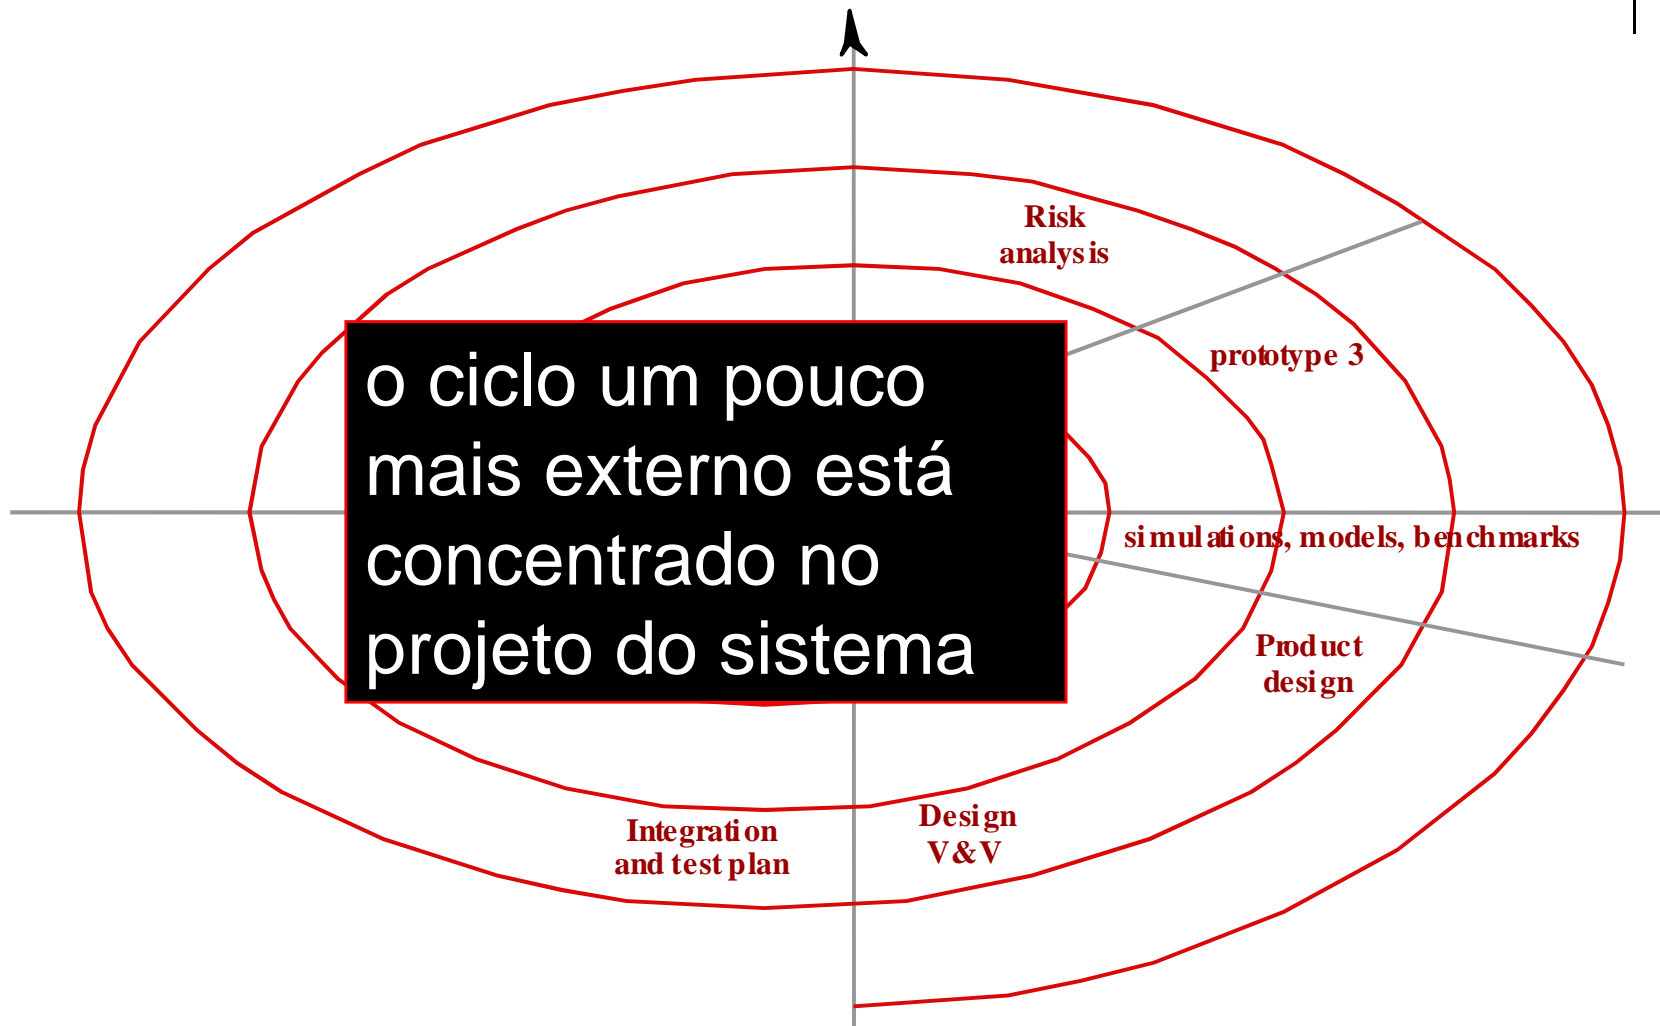 Risk
analysis
prototype 3
o ciclo um pouco
mais externo está
concentrado no
projeto do sistema
simulations, models, benchmarks
Product
design
Integration
and test plan
Design
V&V